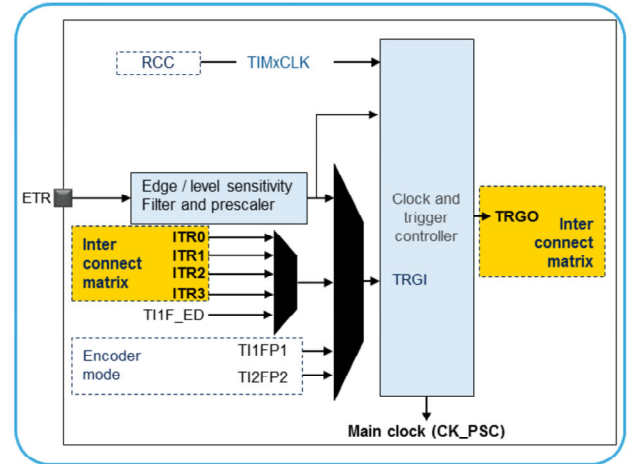 RCC
TIMxCLK
ETR
Edge / level sensitivity
Filter and prescaler
Clock and
trigger
controller
TRGO
Inter
connect
matrix
Inter
connect
matrix
ITR0
ITR1
ITR2
ITR3
TRGI
TI1F_ED
Encoder
mode
TI1FP1
TI2FP2
Main clock (CK_PSC)